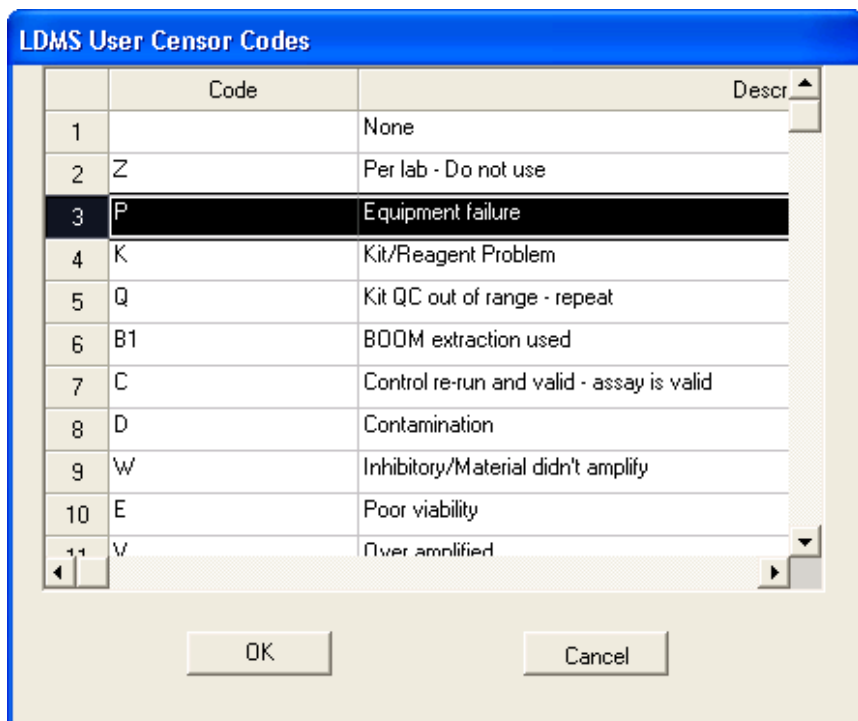 LDMS User Censor Codes
Code Descr
1 None
2 Z Per lab - Do not use
3 P Equipment failure
4 K Kit/Reagent Problem
5 Q Kit QC out of range - repeat
6 B1 BOOM extraction used
7 C Control re-run and valid - assay is valid
8 D Contamination
9 W Inhibitory/Material didn't amplify
10 E Poor viability
11 V Over amplified
OK Cancel